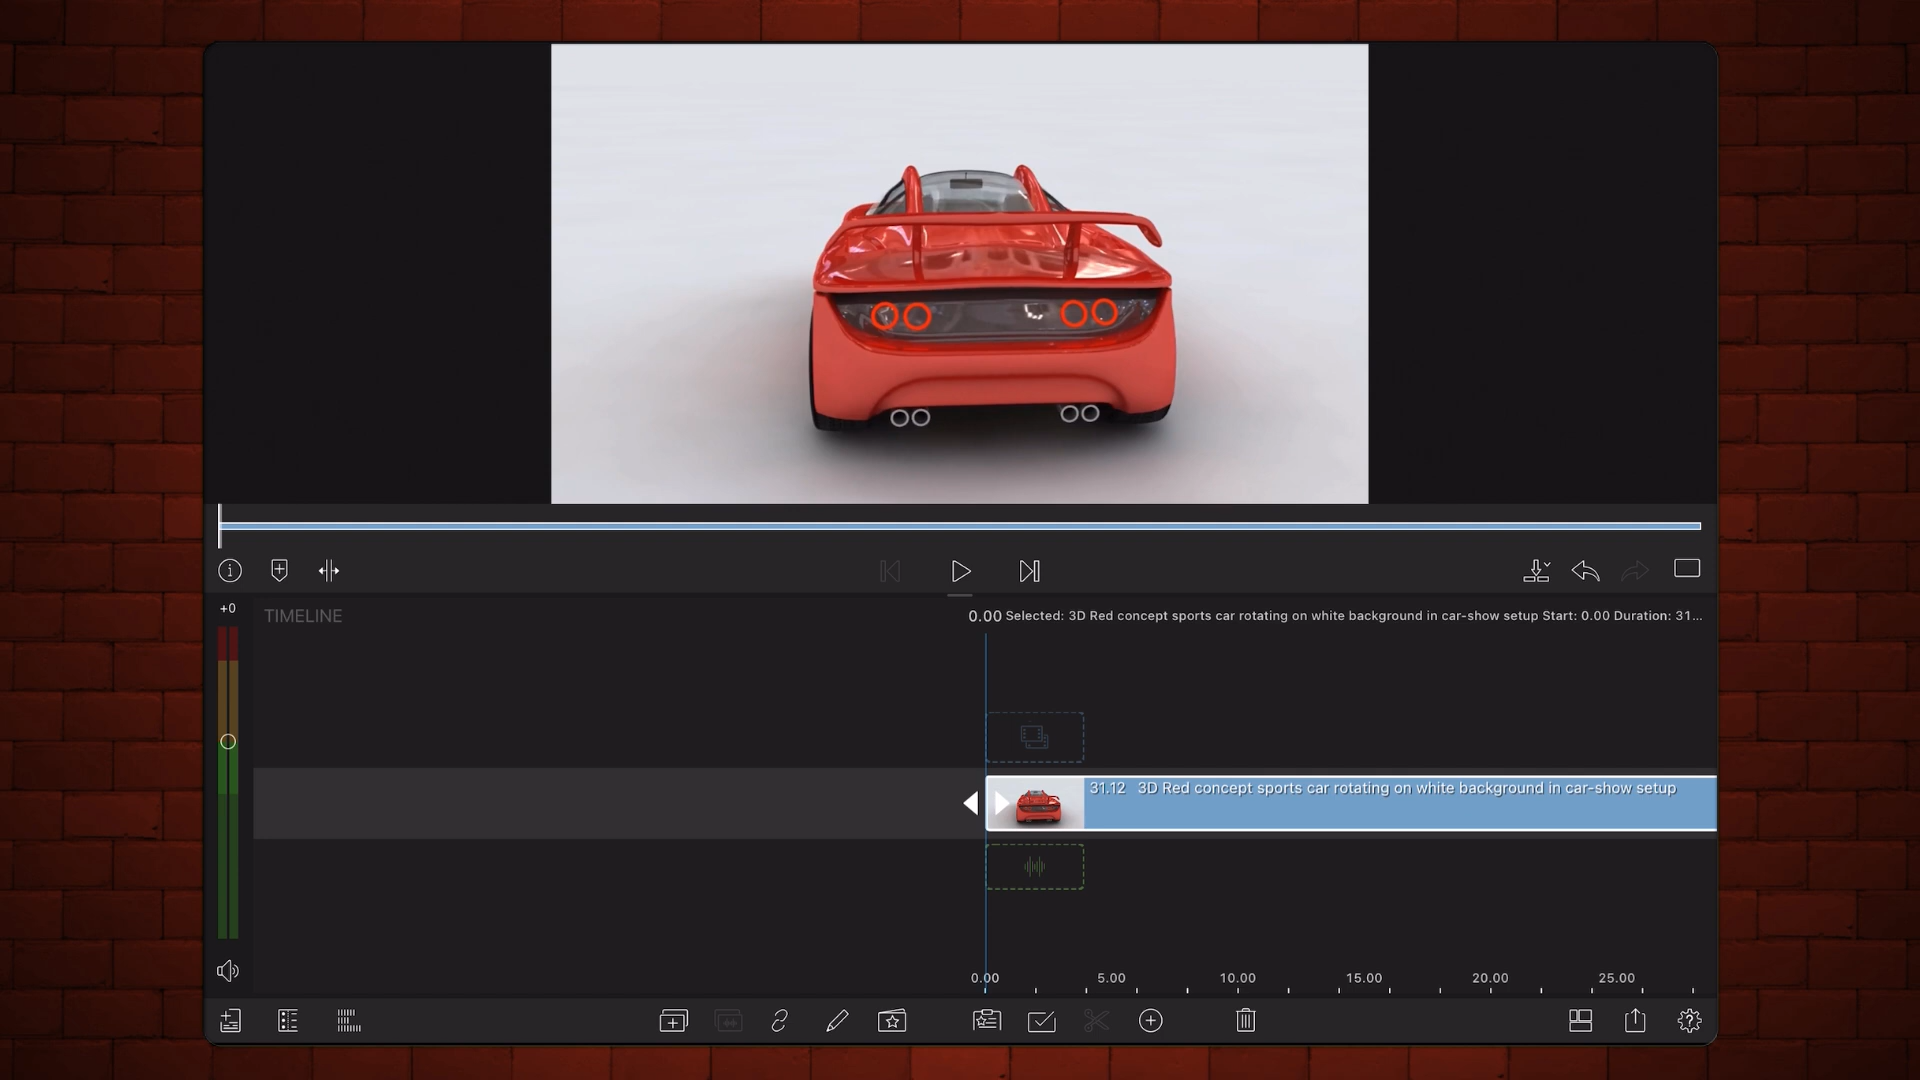 +0
TIMELINE
0.00 Selected: 3D Red concept sports car rotating on white background in car-show setup Start: 0.00 Duration: 31...
31.12 3D Red concept sports car rotating on white background in car-show setup
0.00 5.00 10.00 15.00 20.00 25.00